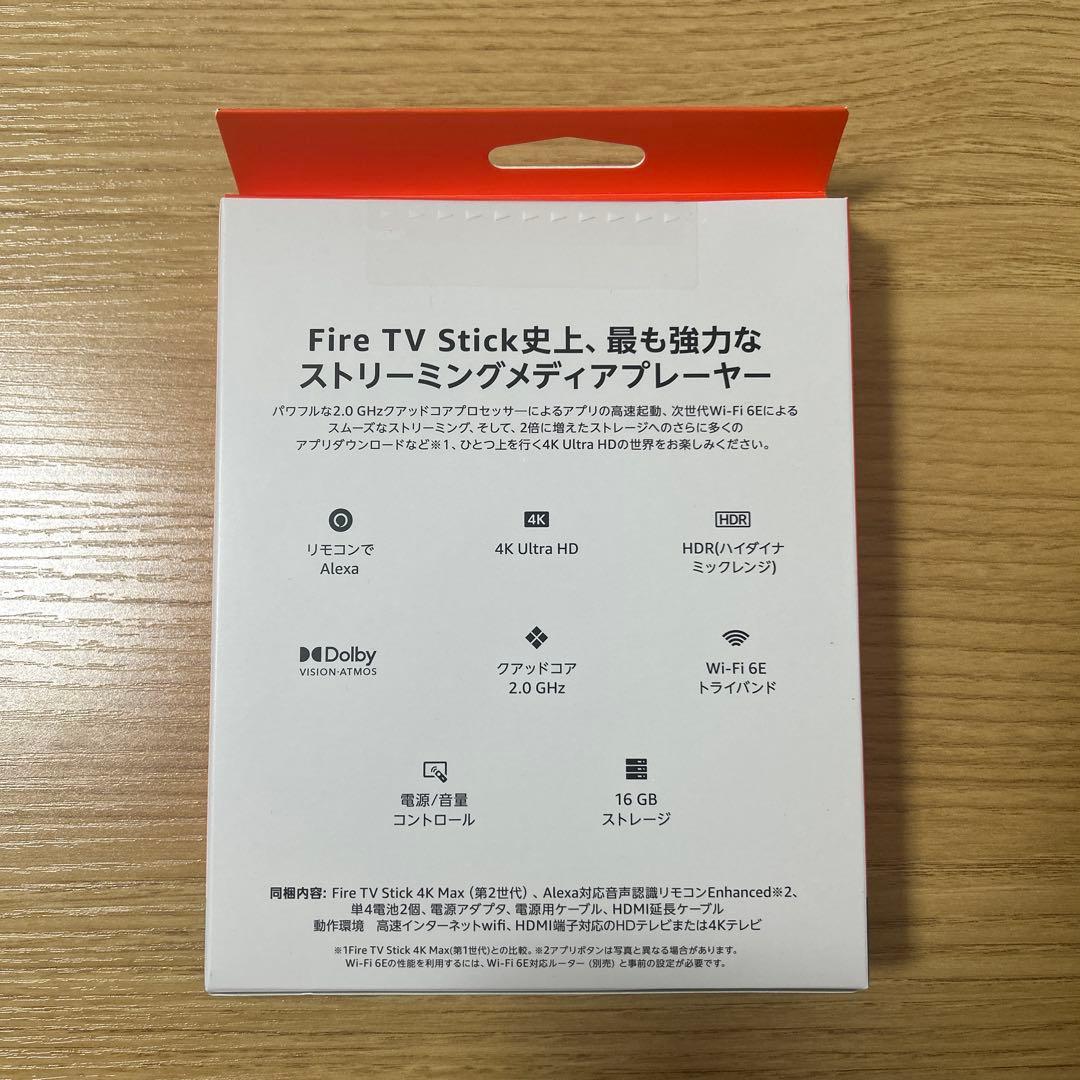 Fire TV Stick史上、最も強力な
ストリーミングメディアプレーヤー
パワフルな2.0 GHzクアッドコアプロセッサーによるアプリの高速起動、次世代Wi-Fi 6Eによる
スムーズなストリーミング、そして、2倍に増えたストレージへのさらに多くの
アプリダウンロードなど※1、ひとつ上を行く4K Ultra HDの世界をお楽しみください。
リモコンで
Alexa
4K
4K Ultra HD
HDR
HDR(ハイダイナ
ミックレンジ)
Dolby
VISION·ATMOS
クアッドコア
2.0 GHz
Wi-Fi 6E
トライバンド
電源/音量
コントロール
16 GB
ストレージ
同梱内容: Fire TV Stick 4K Max（第2世代）、Alexa対応音声認識リモコンEnhanced※2、
単4電池2個、電源アダプタ、電源用ケーブル、HDMI延長ケーブル
動作環境　高速インターネットwifi、HDMI端子対応のHDテレビまたは4Kテレビ
※1Fire TV Stick 4K Max(第1世代)との比較。※2アプリボタンは写真と異なる場合があります。
Wi-Fi 6Eの性能を利用するには、Wi-Fi 6E対応ルーター（別売）と事前の設定が必要です。